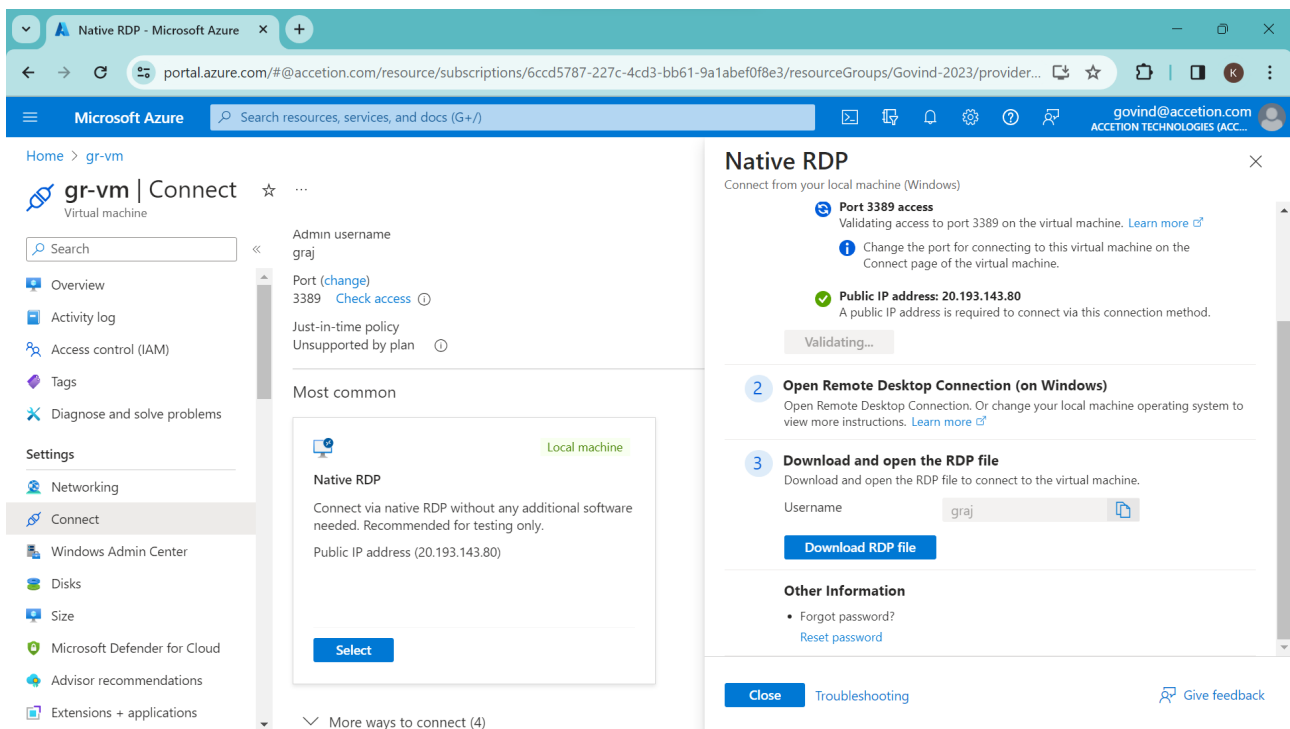 Native RDP - Microsoft Azure
portal.azure.com/#@accetion.com/resource/subscriptions/6ccd5787-227c-4cd3-bb61-9a1abef0f8e3/resourceGroups/Govind-2023/provider...
K
Microsoft Azure
Search resources, services, and docs (G+/)
govind@accetion.com
ACCETION TECHNOLOGIES (ACC...
Home > gr-vm
gr-vm | Connect
Virtual machine
Search
Overview
Activity log
Access control (IAM)
Tags
Diagnose and solve problems
Settings
Networking
Connect
Windows Admin Center
Disks
Size
Microsoft Defender for Cloud
Advisor recommendations
Extensions + applications
Admin username
graj
Port (change)
3389 Check access
Just-in-time policy
Unsupported by plan
Most common
Local machine
Native RDP
Connect via native RDP without any additional software
needed. Recommended for testing only.
Public IP address (20.193.143.80)
Select
More ways to connect (4)
Native RDP
Connect from your local machine (Windows)
Port 3389 access
Validating access to port 3389 on the virtual machine. Learn more
Change the port for connecting to this virtual machine on the
Connect page of the virtual machine.
Public IP address: 20.193.143.80
A public IP address is required to connect via this connection method.
Validating...
2 Open Remote Desktop Connection (on Windows)
Open Remote Desktop Connection. Or change your local machine operating system to
view more instructions. Learn more
3 Download and open the RDP file
Download and open the RDP file to connect to the virtual machine.
Username graj
Download RDP file
Other Information
• Forgot password?
Reset password
Close Troubleshooting Give feedback